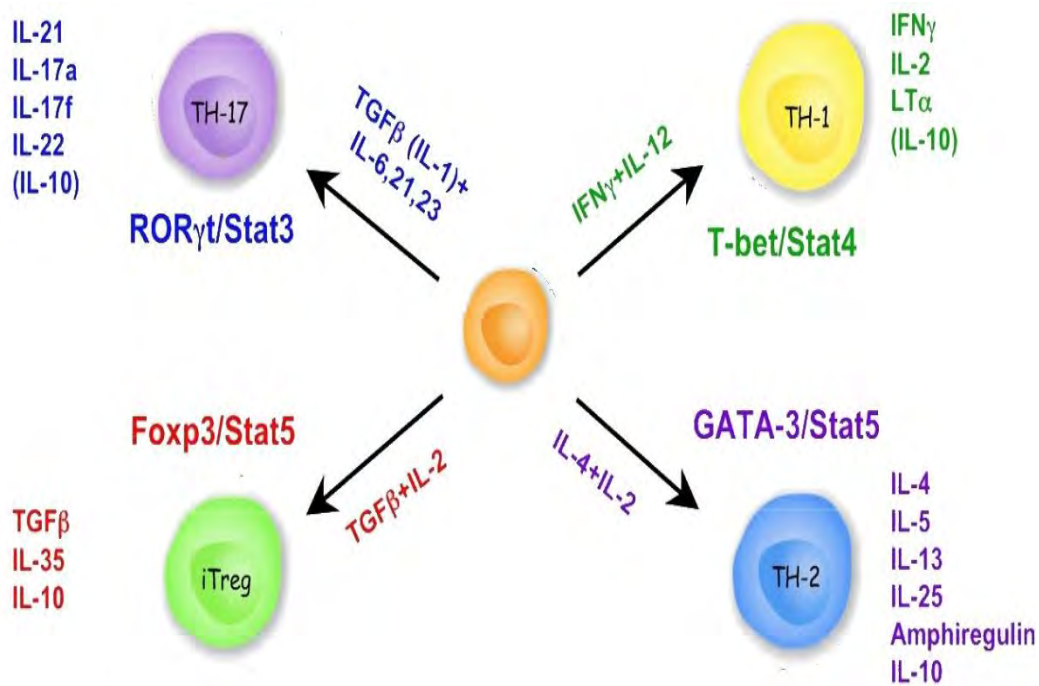 IL-21
IL-17a
IL-17f
IL-22
(IL-10)
TH-17
RORγt/Stat3
TGFβ (IL-1)+
IL-6,21,23
IFNγ+IL-12
TH-1
IFNγ
IL-2
LTα
(IL-10)
T-bet/Stat4
Foxp3/Stat5
TGFβ
IL-35
IL-10
iTreg
TGFβ+IL-2
IL-4+IL-2
GATA-3/Stat5
TH-2
IL-4
IL-5
IL-13
IL-25
Amphiregulin
IL-10